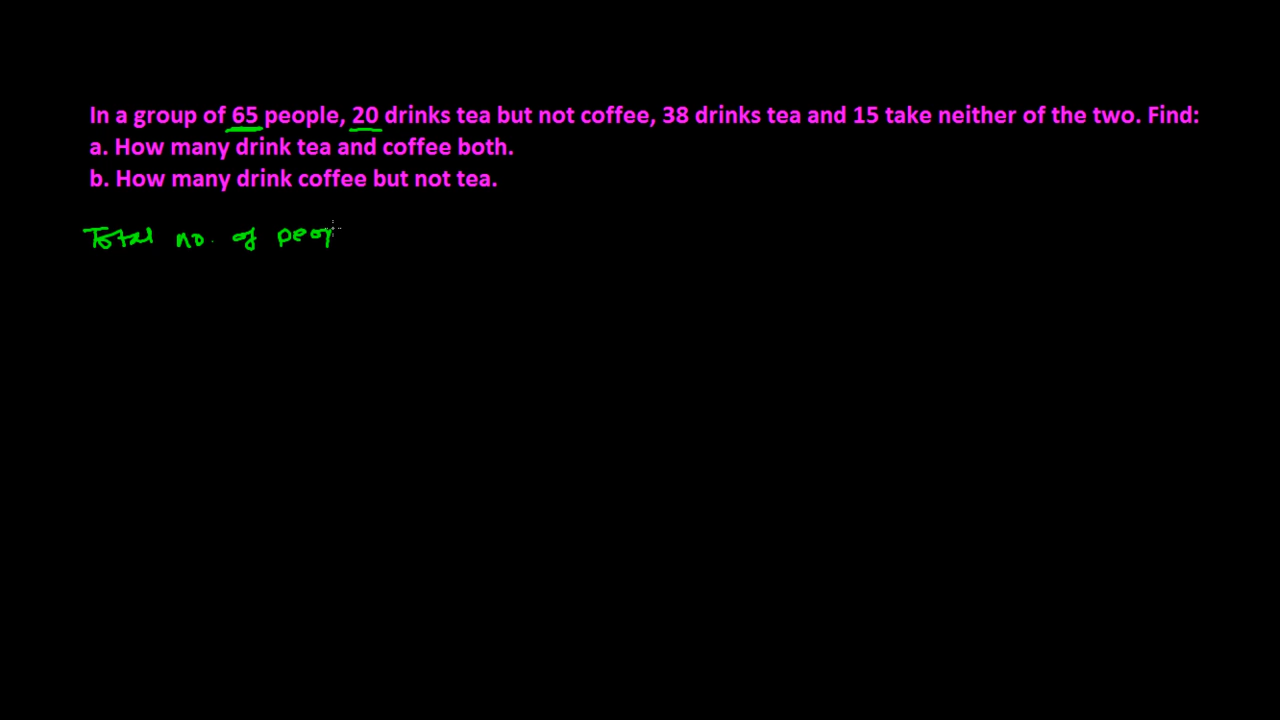 In a group of 65 people, 20 drinks tea but not coffee, 38 drinks tea and 15 take neither of the two. Find:
a. How many drink tea and coffee both.
b. How many drink coffee but not tea.
Total no. of peop